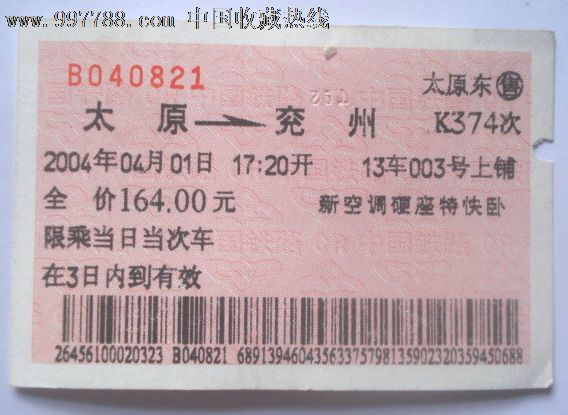 www.997788.com 中国收藏热线
B040821
太原东 售
太 原 → 兖 州 K374次
2004年04月01日 17:20开 13车003号上铺
全 价164.00元 新空调硬座特快卧
限乘当日当次车
在3日内到有效
26456100020323 B040821 68913946043563375798135902320359450688